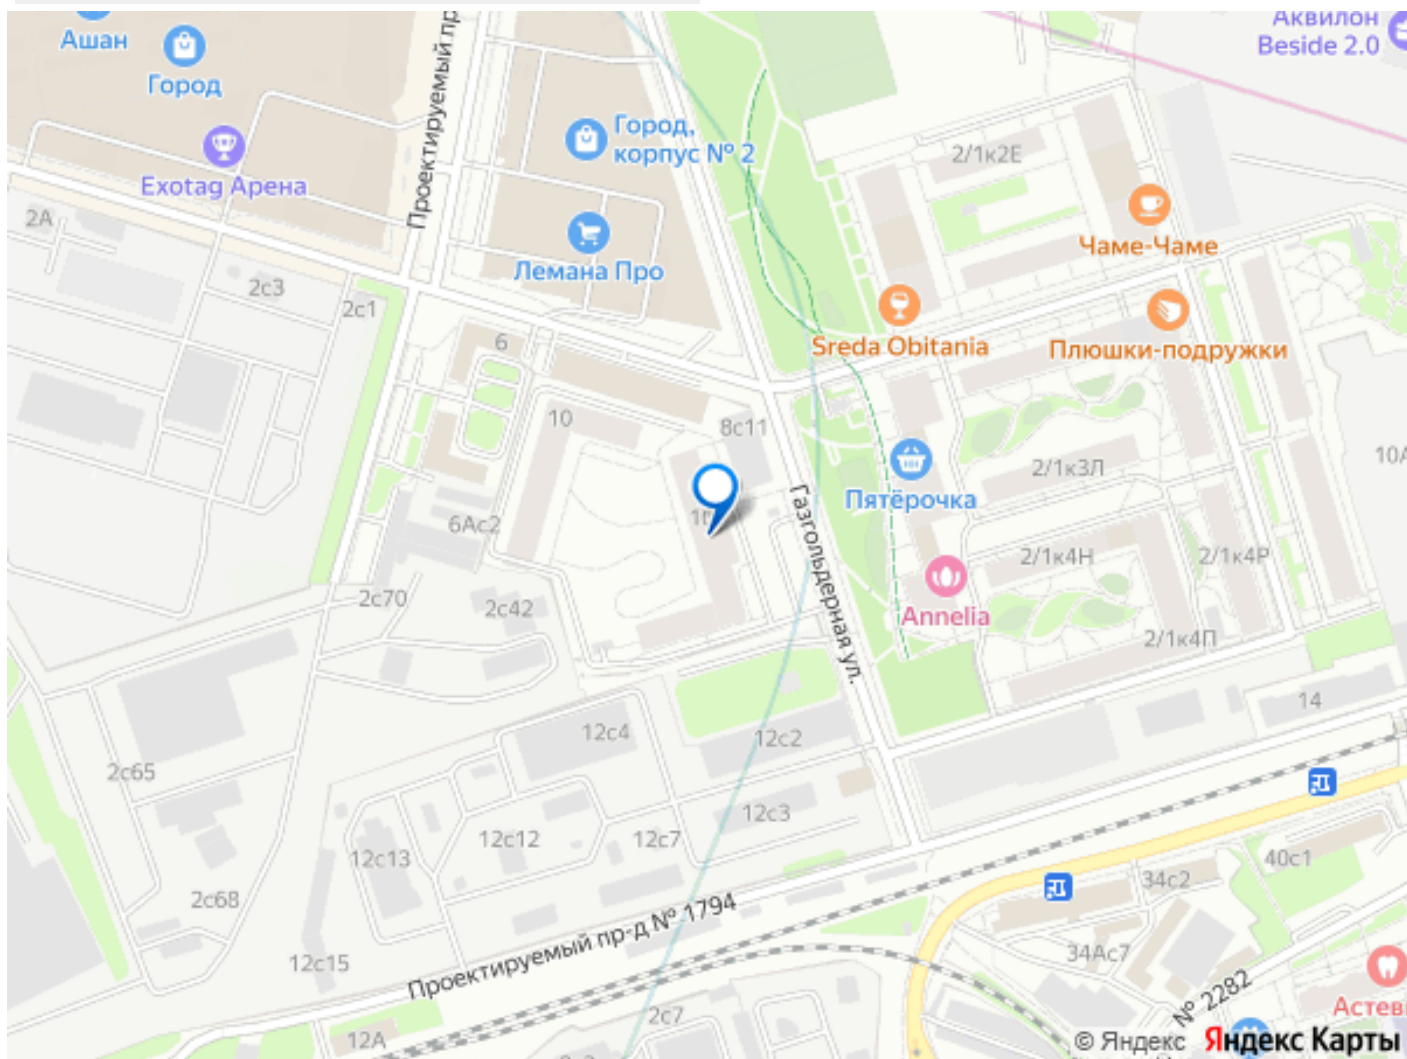 Ашан
Город
Exotag Арена
Проектируемый пр
Город,
корпус № 2
Лемана Про
Аквилон
Beside 2.0
2/1к2Е
Чаме-Чаме
Sreda Obitania
Плюшки-подружки
2А
2с3
2с1
6
10
8с11
Газгольдерная ул.
Пятёрочка
2/1к3Л
10А
6Ас2
2/1к4Н
2/1к4Р
Annelia
2с70
2с42
2/1к4П
14
12с4
12с2
2с65
12с3
12с12
12с7
12с13
40с1
34с2
2с68
Проектируемый пр-д № 1794
34Ас7
12с15
№ 2282
Астев
2с7
12А
© Яндекс Яндекс Карты